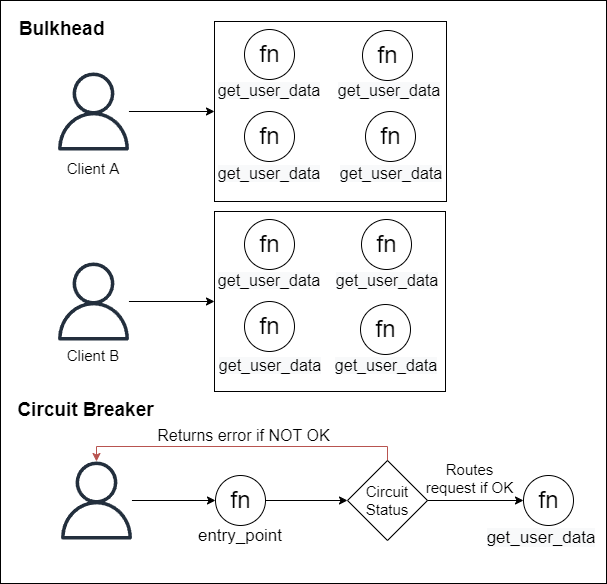 Bulkhead
fn
fn
get_user_data
get_user_data
fn
fn
get_user_data
get_user_data
Client A
fn
fn
get_user_data
get_user_data
fn
fn
get_user_data
get_user_data
Client B
Circuit Breaker
Returns error if NOT OK
fn
entry_point
Circuit
Status
Routes
request if OK
fn
get_user_data